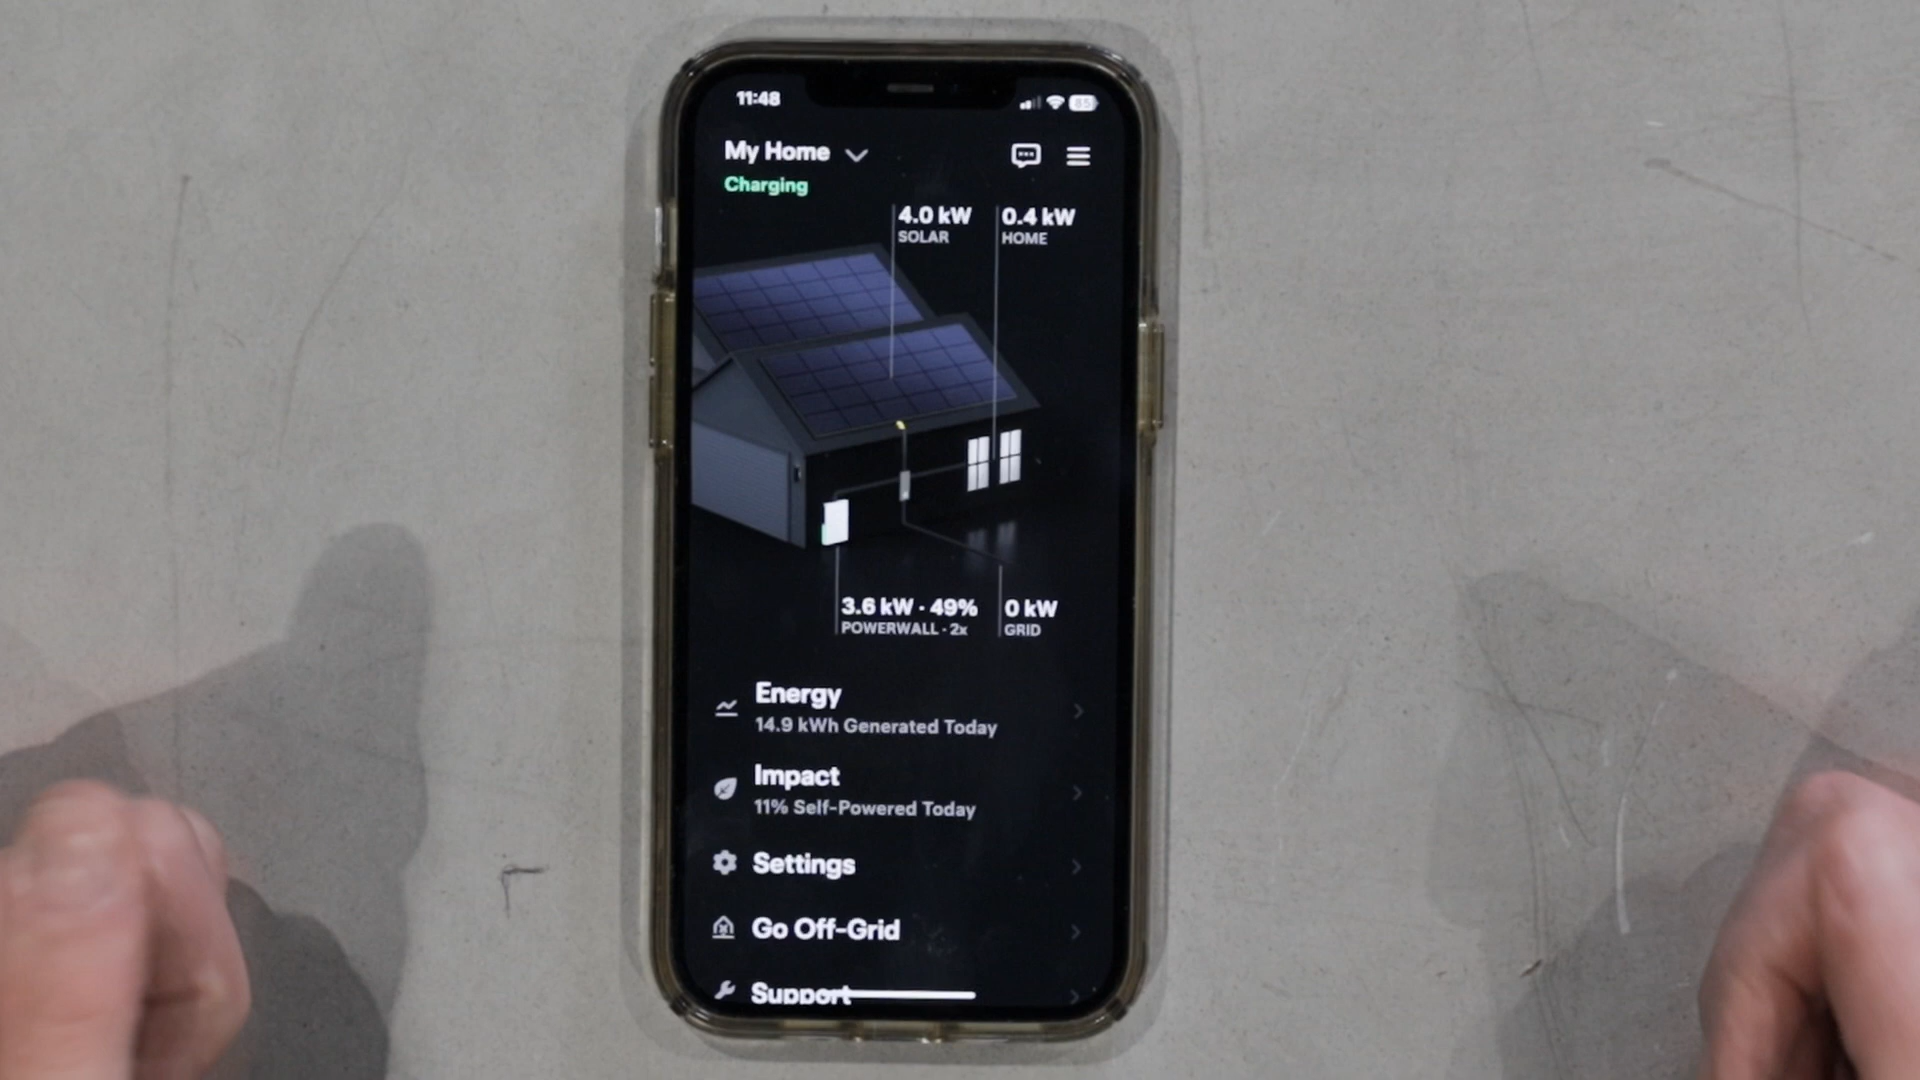 11:48
85
My Home
Charging
4.0 kW
SOLAR
0.4 kW
HOME
3.6 kW · 49%
POWERWALL · 2x
0 kW
GRID
Energy
14.9 kWh Generated Today
Impact
11% Self-Powered Today
Settings
Go Off-Grid
Support